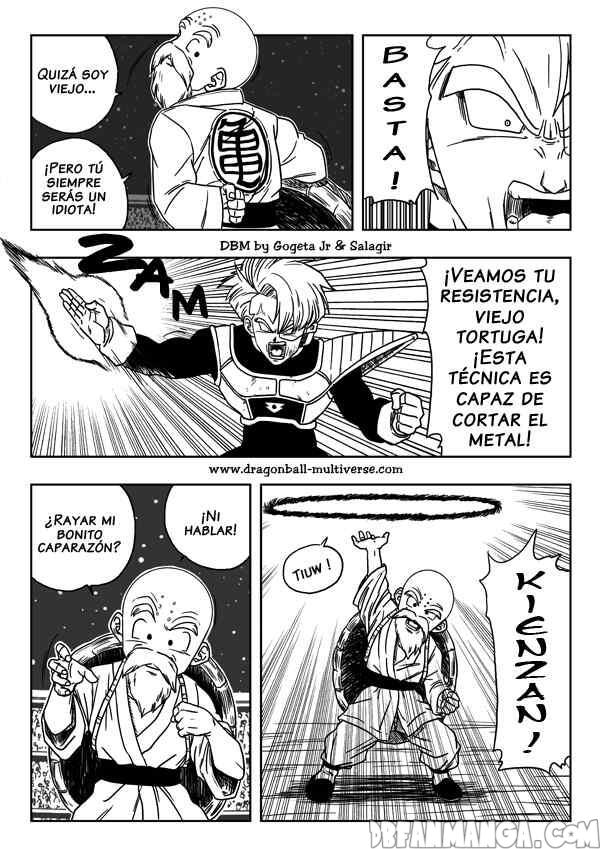 QUIZÁ SOY
VIEJO...
¡PERO TÚ
SIEMPRE
SERÁS UN
IDIOTA!
亀
BASTA!
DBM by Gogeta Jr & Salagir
ZAM
¡VEAMOS TU
RESISTENCIA,
VIEJO
TORTUGA!
¡ESTA
TÉCNICA ES
CAPAZ DE
CORTAR EL
METAL!
www.dragonball-multiverse.com
¿RAYAR MI
BONITO
CAPARAZÓN?
¡NI
HABLAR!
TIUW !
KIENZAN!
DBFANMANGA.COM